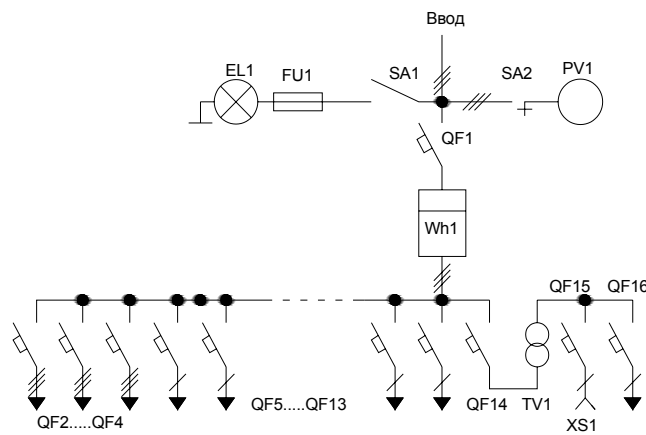 Ввод
EL1
FU1
SA1
SA2
PV1
QF1
Wh1
QF15
QF16
QF2.....QF4
QF5.....QF13
QF14
TV1
XS1